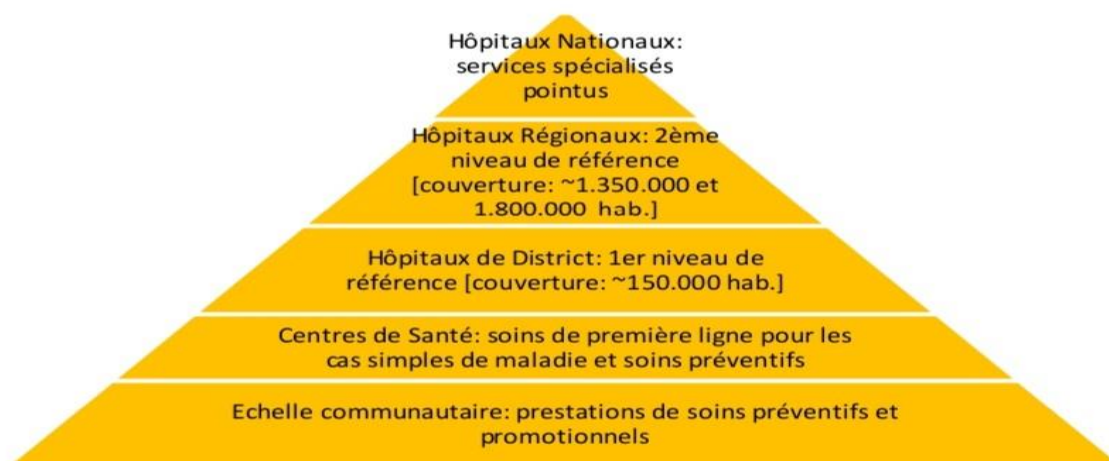 Hôpitaux Nationaux:
services spécialisés
pointus
Hôpitaux Régionaux: 2ème
niveau de référence
[couverture: ~1.350.000 et
1.800.000 hab.]
Hôpitaux de District: 1er niveau de
référence [couverture: ~150.000 hab.]
Centres de Santé: soins de première ligne pour les
cas simples de maladie et soins préventifs
Echelle communautaire: prestations de soins préventifs et
promotionnels